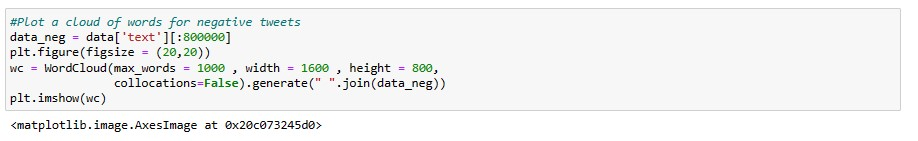 #Plot a cloud of words for negative tweets
data_neg = data['text'][:800000]
plt.figure(figsize = (20,20))
wc = WordCloud(max_words = 1000 , width = 1600 , height = 800,
               collocations=False).generate(" ".join(data_neg))
plt.imshow(wc)
<matplotlib.image.AxesImage at 0x20c073245d0>